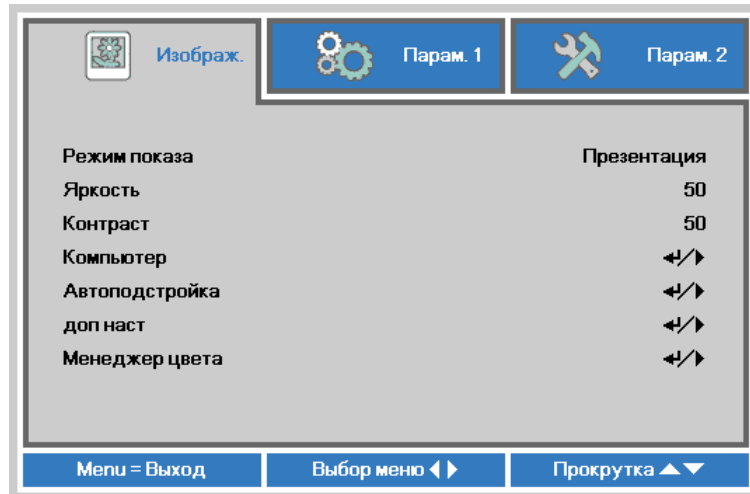 Изображ. Парам. 1 Парам. 2
Режим показа Презентация
Яркость 50
Контраст 50
Компьютер ↵/▶
Автоподстройка ↵/▶
доп наст ↵/▶
Менеджер цвета ↵/▶
Menu = Выход Выбор меню ◀ ▶ Прокрутка ▲▼